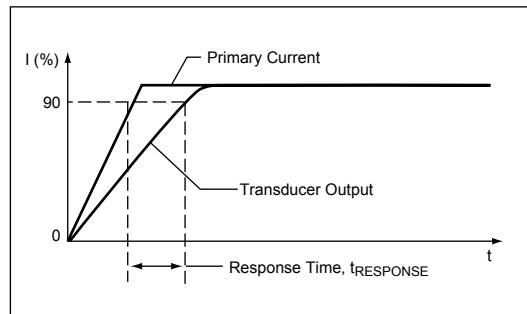 I (%)
Primary Current
90
Transducer Output
0
t
Response Time, tRESPONSE